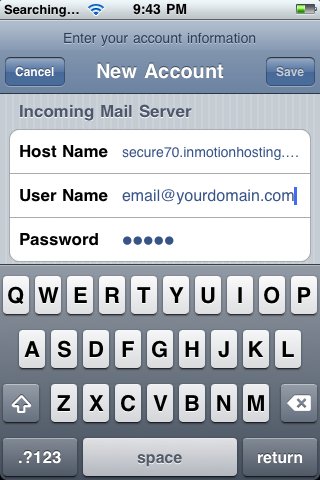 Searching... 9:43 PM
Enter your account information
Cancel New Account Save
Incoming Mail Server
Host Name secure70.inmotionhosting....
User Name email@yourdomain.com
Password •••••
Q W E R T Y U I O P
A S D F G H J K L
Z X C V B N M
.?123 space return